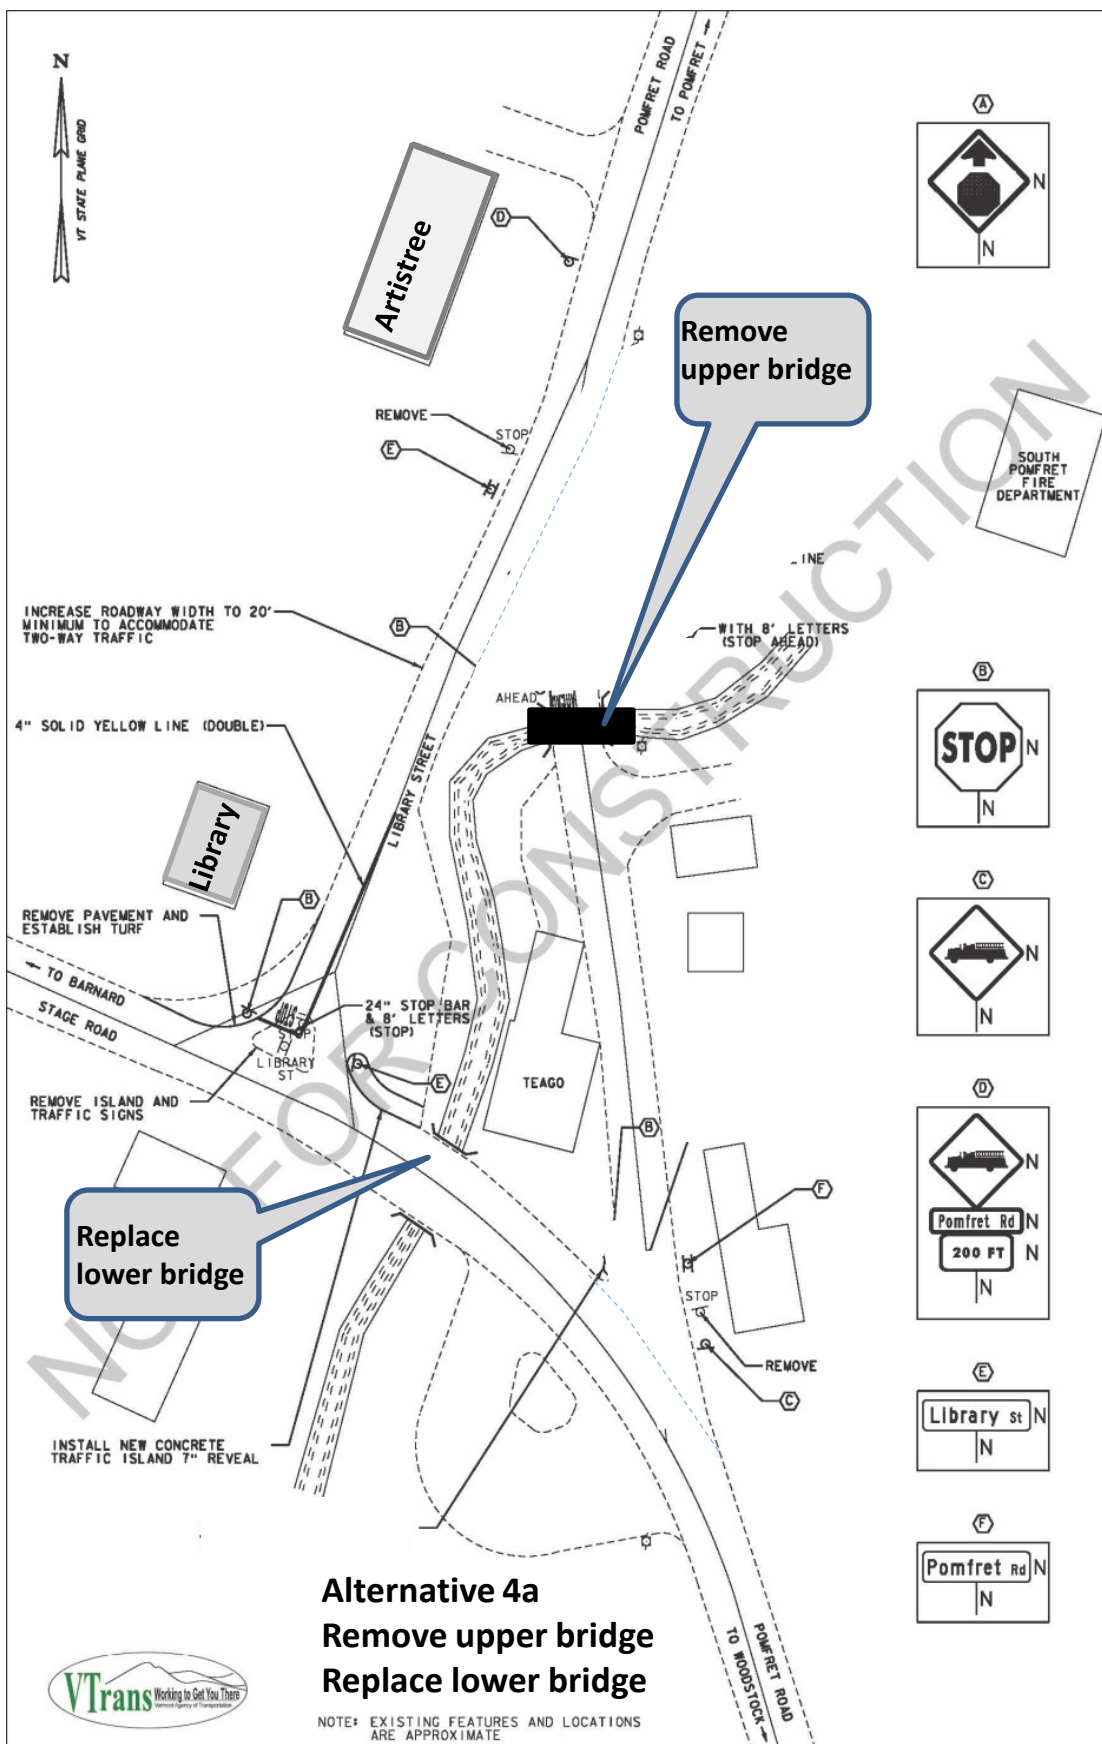 N
VT STATE PLANE GRID
POMFRET ROAD
TO POMFRET →
A
N
N
Artistree
D
Remove
upper bridge
REMOVE
STOP
E
SOUTH
POMFRET
FIRE
DEPARTMENT
INE
INCREASE ROADWAY WIDTH TO 20'
MINIMUM TO ACCOMMODATE
TWO-WAY TRAFFIC
B
WITH 8' LETTERS
(STOP AHEAD)
AHEAD
B
STOP N
N
4" SOLID YELLOW LINE (DOUBLE)
LIBRARY STREET
Library
REMOVE PAVEMENT AND
ESTABLISH TURF
B
C
N
N
← TO BARNARD
STAGE ROAD
24" STOP BAR
& 8' LETTERS
(STOP)
LIBRARY
ST
E
TEAGO
REMOVE ISLAND AND
TRAFFIC SIGNS
B
D
N
Pomfret Rd N
200 FT N
N
F
Replace
lower bridge
STOP
REMOVE
C
E
Library St N
N
INSTALL NEW CONCRETE
TRAFFIC ISLAND 7" REVEAL
F
Pomfret Rd N
N
Alternative 4a
Remove upper bridge
Replace lower bridge
POMFRET ROAD
TO WOODSTOCK →
VTrans Working to Get You There
Vermont Agency of Transportation
NOTE: EXISTING FEATURES AND LOCATIONS
ARE APPROXIMATE
NOT FOR CONSTRUCTION